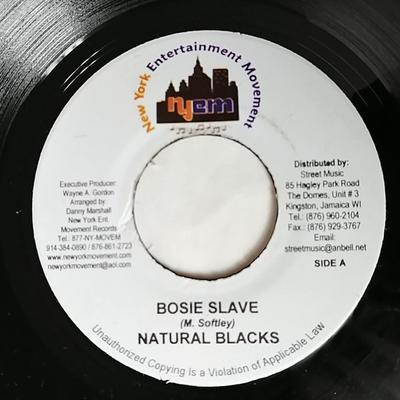 New York Entertainment Movement
nyem
Executive Producer:
Wayne A. Gordon
Arranged by:
Danny Marshall
New York Ent.
Movement Records
Tel.: 877-NY-MOVEM
914-384-0890 / 876-861-2723
www.newyorkmovement.com
newyorkmovement@aol.com
Distributed by:
Street Music
85 Hagley Park Road
The Domes, Unit # 3
Kingston, Jamaica WI
Tel.: (876) 960-2104
Fax.: (876) 929-3767
Email:
streetmusic@anbell.net
SIDE A
BOSIE SLAVE
(M. Softley)
NATURAL BLACKS
Unauthorized Copying is a Violation of Applicable Law